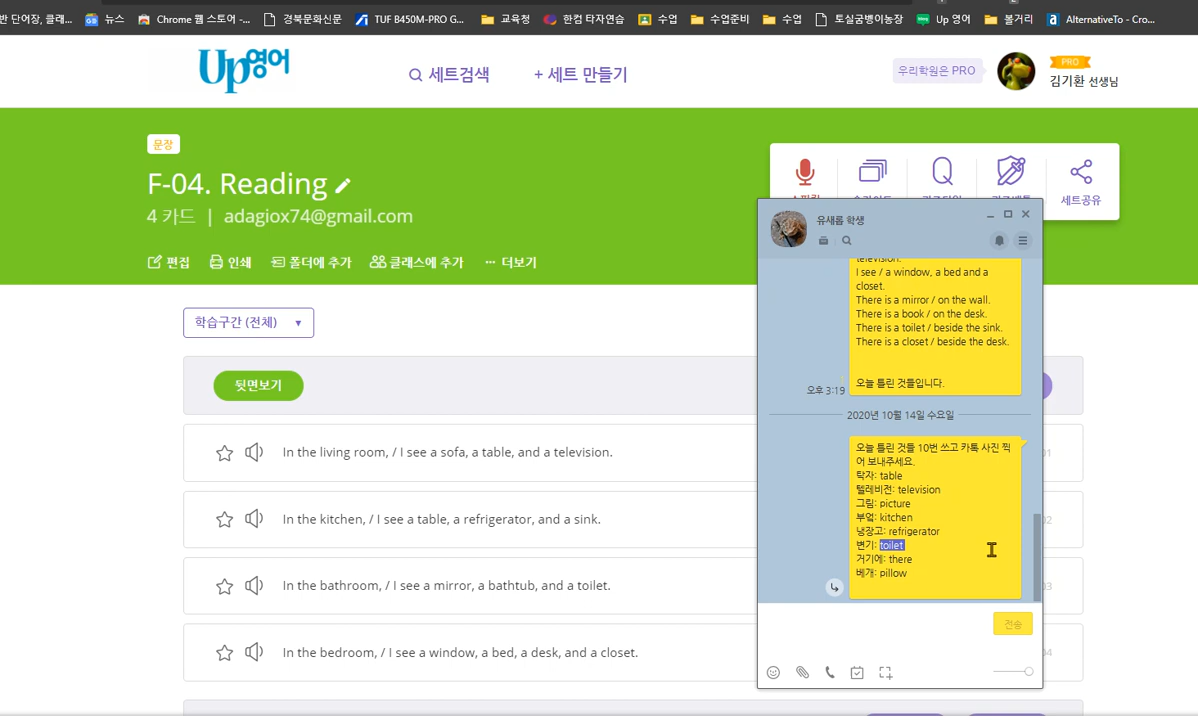 반 단어장, 클래...
뉴스
Chrome 웹 스토어 -...
경북문화신문
TUF B450M-PRO G...
교육청
한컴 타자연습
수업
수업준비
수업
토실굼벵이농장
Up 영어
볼거리
AlternativeTo - Cro...
Up영어
세트검색
+ 세트 만들기
우리학원은 PRO
PRO
김기환 선생님
문장
F-04. Reading
4 카드 | adagiox74@gmail.com
세트공유
편집
인쇄
폴더에 추가
클래스에 추가
··· 더보기
학습구간 (전체) ▼
뒷면보기
In the living room, / I see a sofa, a table, and a television.
In the kitchen, / I see a table, a refrigerator, and a sink.
In the bathroom, / I see a mirror, a bathtub, and a toilet.
In the bedroom, / I see a window, a bed, a desk, and a closet.
01
02
03
04
유새롬 학생
television.
I see / a window, a bed and a
closet.
There is a mirror / on the wall.
There is a book / on the desk.
There is a toilet / beside the sink.
There is a closet / beside the desk.
오늘 틀린 것들입니다.
오후 3:19
2020년 10월 14일 수요일
오늘 틀린 것들 10번 쓰고 카톡 사진 찍
어 보내주세요.
탁자: table
텔레비전: television
그림: picture
부엌: kitchen
냉장고: refrigerator
변기: toilet
거기에: there
베개: pillow
전송